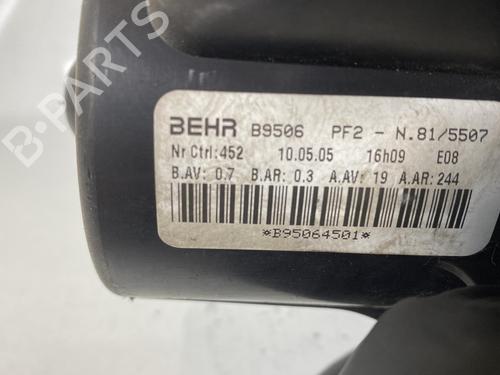 BEHR B9506 PF2 - N.81/5507
Nr Ctrl:452 10.05.05 16h09 E08
B.AV: 0.7 B.AR: 0.3 A.AV: 19 A.AR: 244
*B95064501*
B PARTS